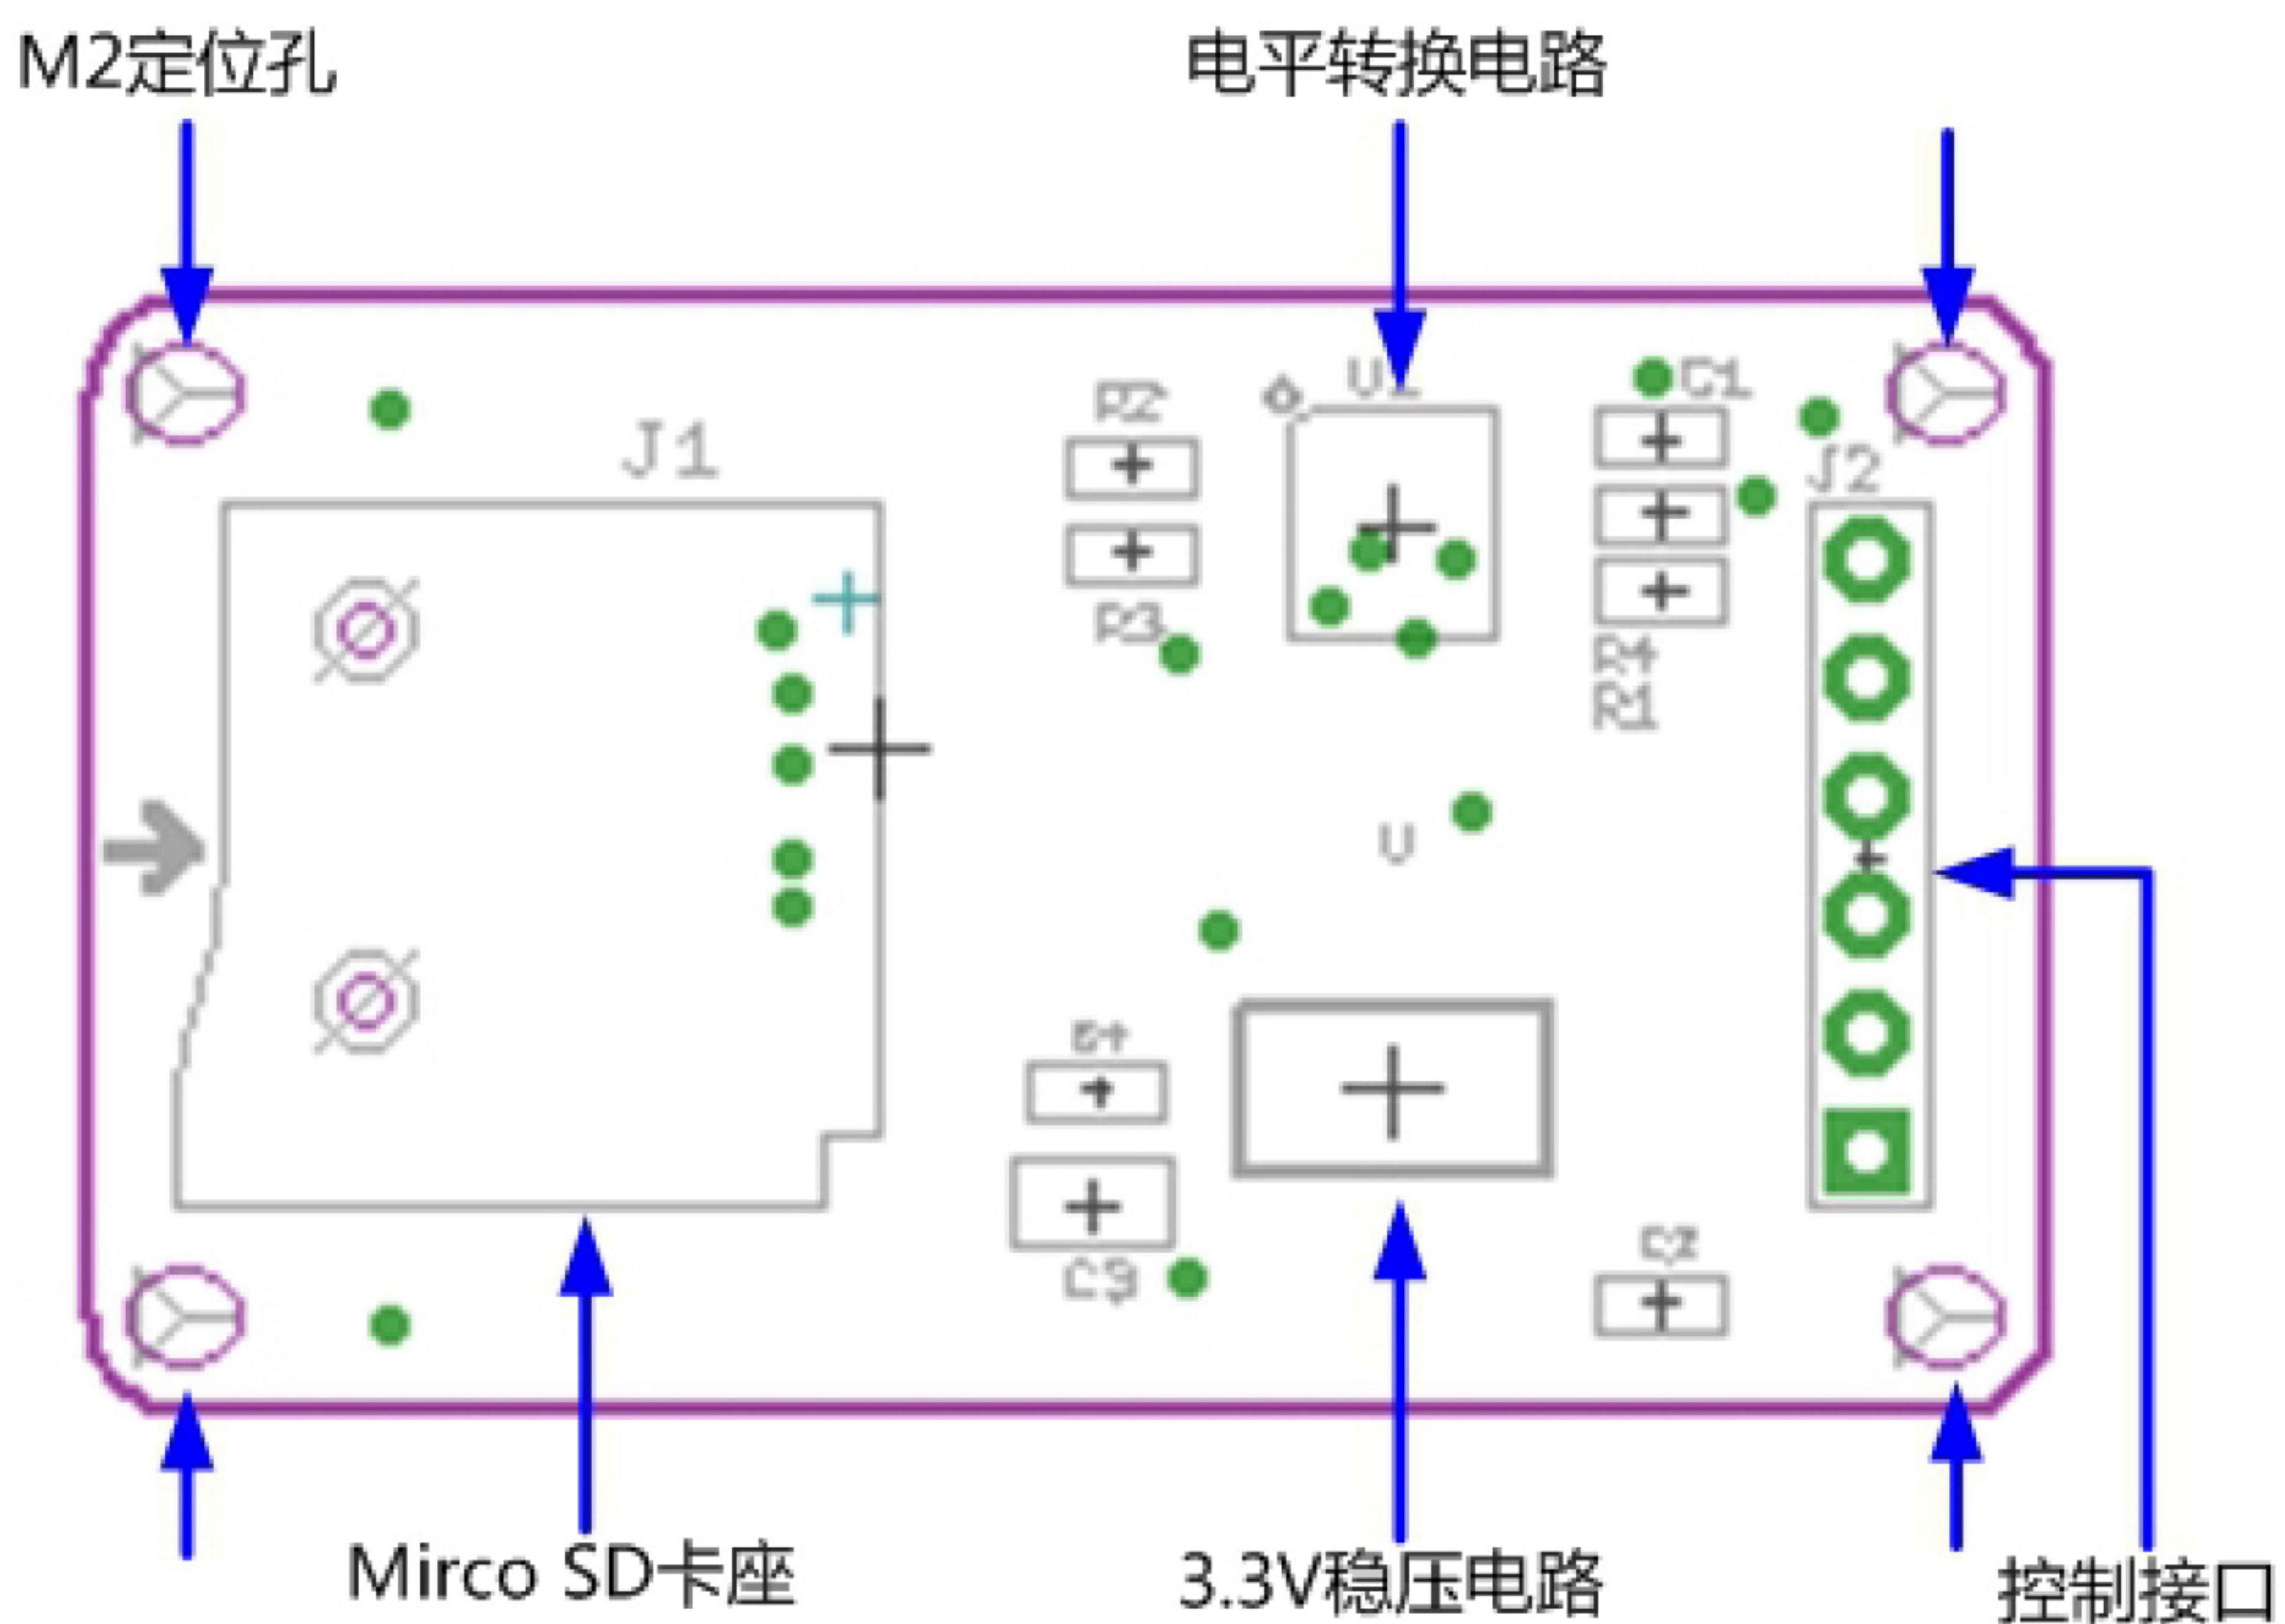 M2定位孔
电平转换电路
C1
R2
J1
J2
R3
R4
R1
U
C3
C2
Mirco SD卡座
3.3V稳压电路
控制接口